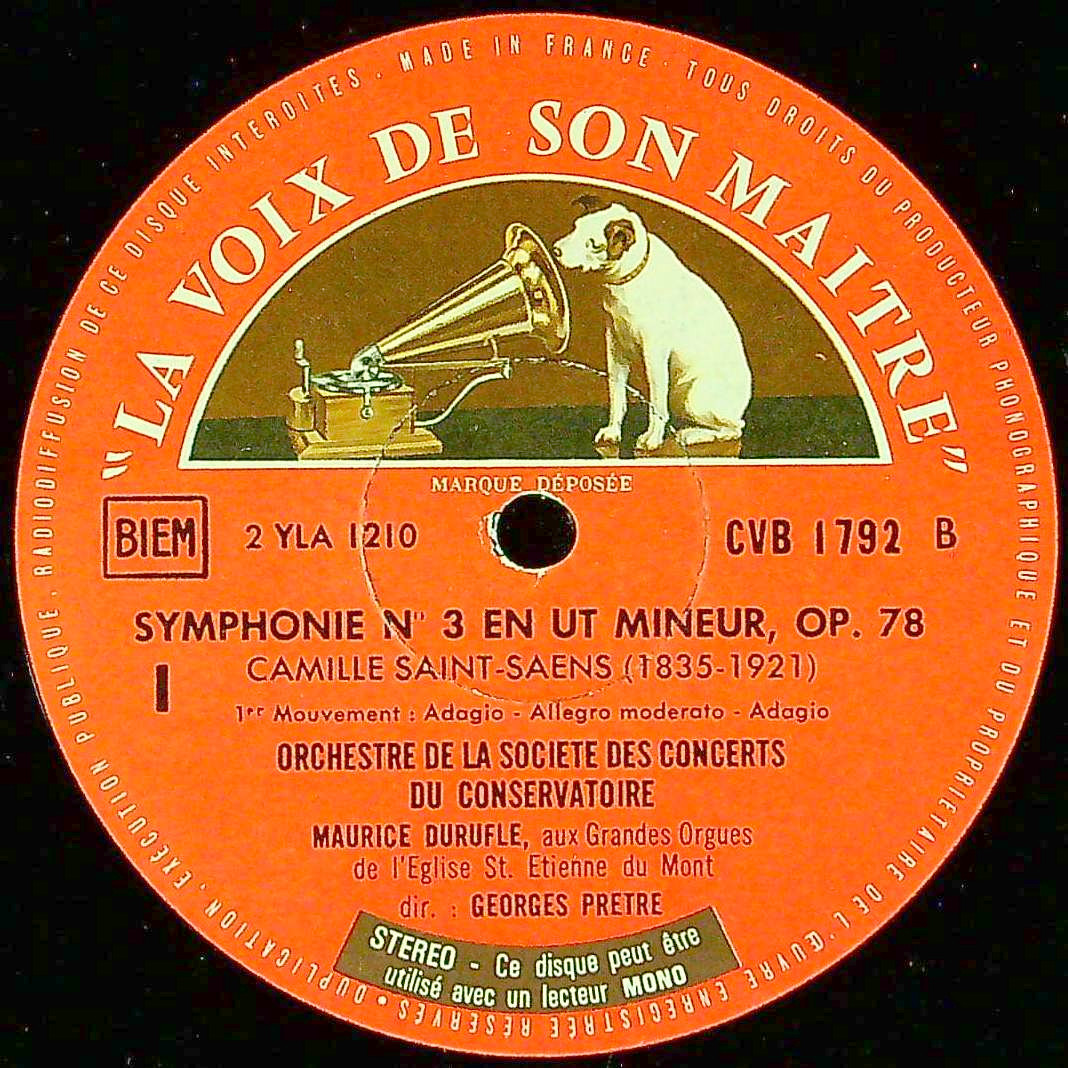 MADE IN FRANCE · TOUS DROITS DU PRODUCTEUR PHONOGRAPHIQUE ET DU PROPRIETAIRE DE L'ŒUVRE ENREGISTRÉE RÉSERVÉS • DUPLICATION, EXÉCUTION PUBLIQUE, RADIODIFFUSION DE CE DISQUE INTERDITES ·
"LA VOIX DE SON MAITRE"
MARQUE DÉPOSÉE
BIEM 2 YLA 1210 CVB 1792 B
SYMPHONIE N° 3 EN UT MINEUR, OP. 78
I CAMILLE SAINT-SAENS (1835-1921)
1er Mouvement : Adagio - Allegro moderato - Adagio
ORCHESTRE DE LA SOCIETE DES CONCERTS
DU CONSERVATOIRE
MAURICE DURUFLE, aux Grandes Orgues
de l'Eglise St. Etienne du Mont
dir. : GEORGES PRETRE
STEREO - Ce disque peut être
utilisé avec un lecteur MONO